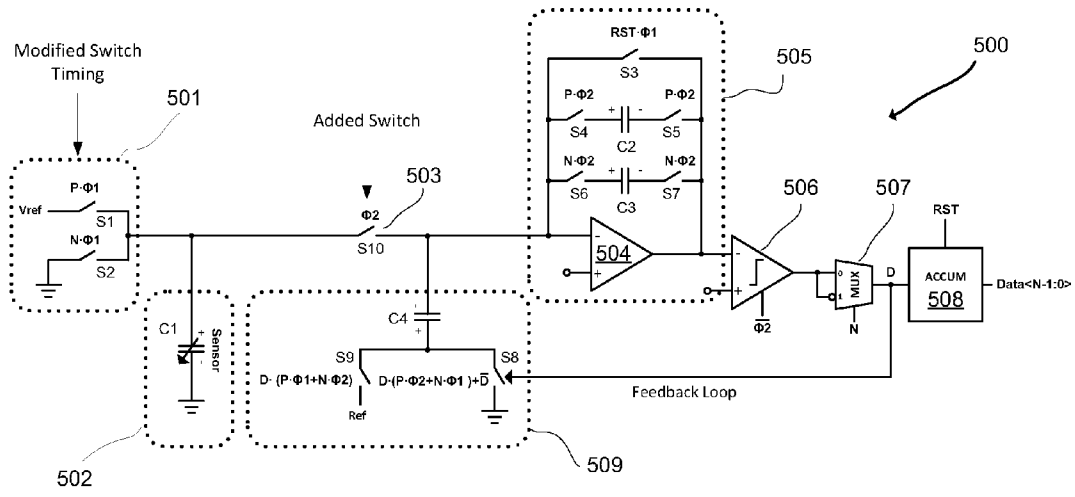 Modified Switch
Timing
501
P·Φ1
Vref
S1
N·Φ1
S2
Added Switch
503
Φ2
S10
RST·Φ1
S3
P·Φ2
P·Φ2
+ -
S4
C2
S5
N·Φ2
N·Φ2
+ -
S6
C3
S7
505
500
-
504
+
506
-
+
Φ2
507
0
1
MUX
N
D
RST
ACCUM
508
Data<N-1:0>
C1
+
-
Sensor
502
C4
-
+
S9
S8
D·(P·Φ1+N·Φ2)
D·(P·Φ2+N·Φ1)+D̅
Ref
Feedback Loop
509